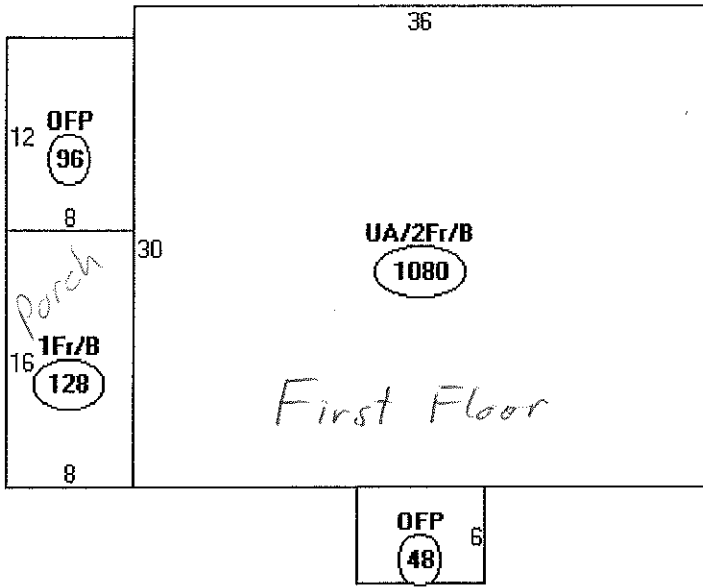 36
OFP
12
96
8
Porch
30
UA/2Fr/B
1080
1Fr/B
16
128
8
First Floor
OFP
6
48